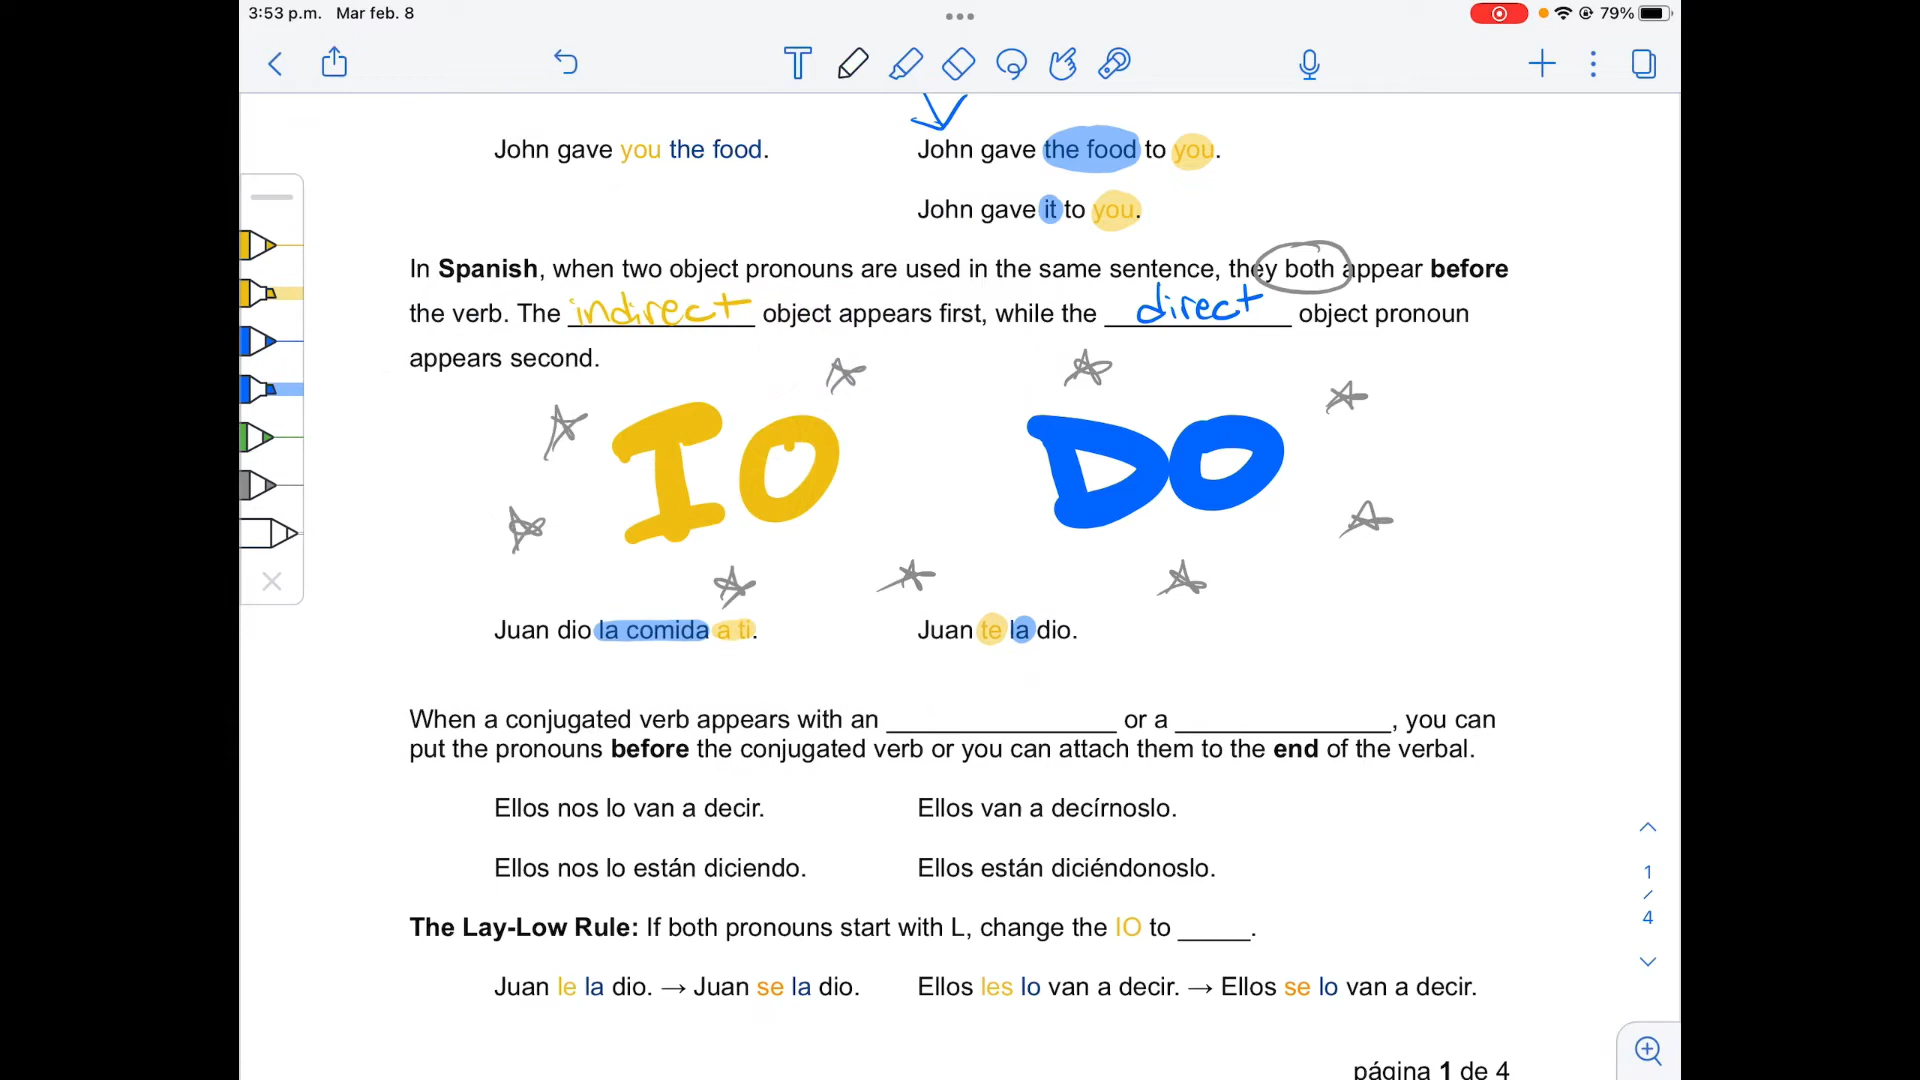 3:53 p.m. Mar feb. 8
79%
John gave you the food. John gave the food to you.
John gave it to you.
In Spanish, when two object pronouns are used in the same sentence, they both appear before
the verb. The indirect object appears first, while the direct object pronoun
appears second.
IO DO
Juan dio la comida a ti. Juan te la dio.
When a conjugated verb appears with an ________________ or a _______________, you can
put the pronouns before the conjugated verb or you can attach them to the end of the verbal.
Ellos nos lo van a decir. Ellos van a decírnoslo.
Ellos nos lo están diciendo. Ellos están diciéndonoslo.
The Lay-Low Rule: If both pronouns start with L, change the IO to _____.
Juan le la dio. → Juan se la dio. Ellos les lo van a decir. → Ellos se lo van a decir.
1
/
4
página 1 de 4